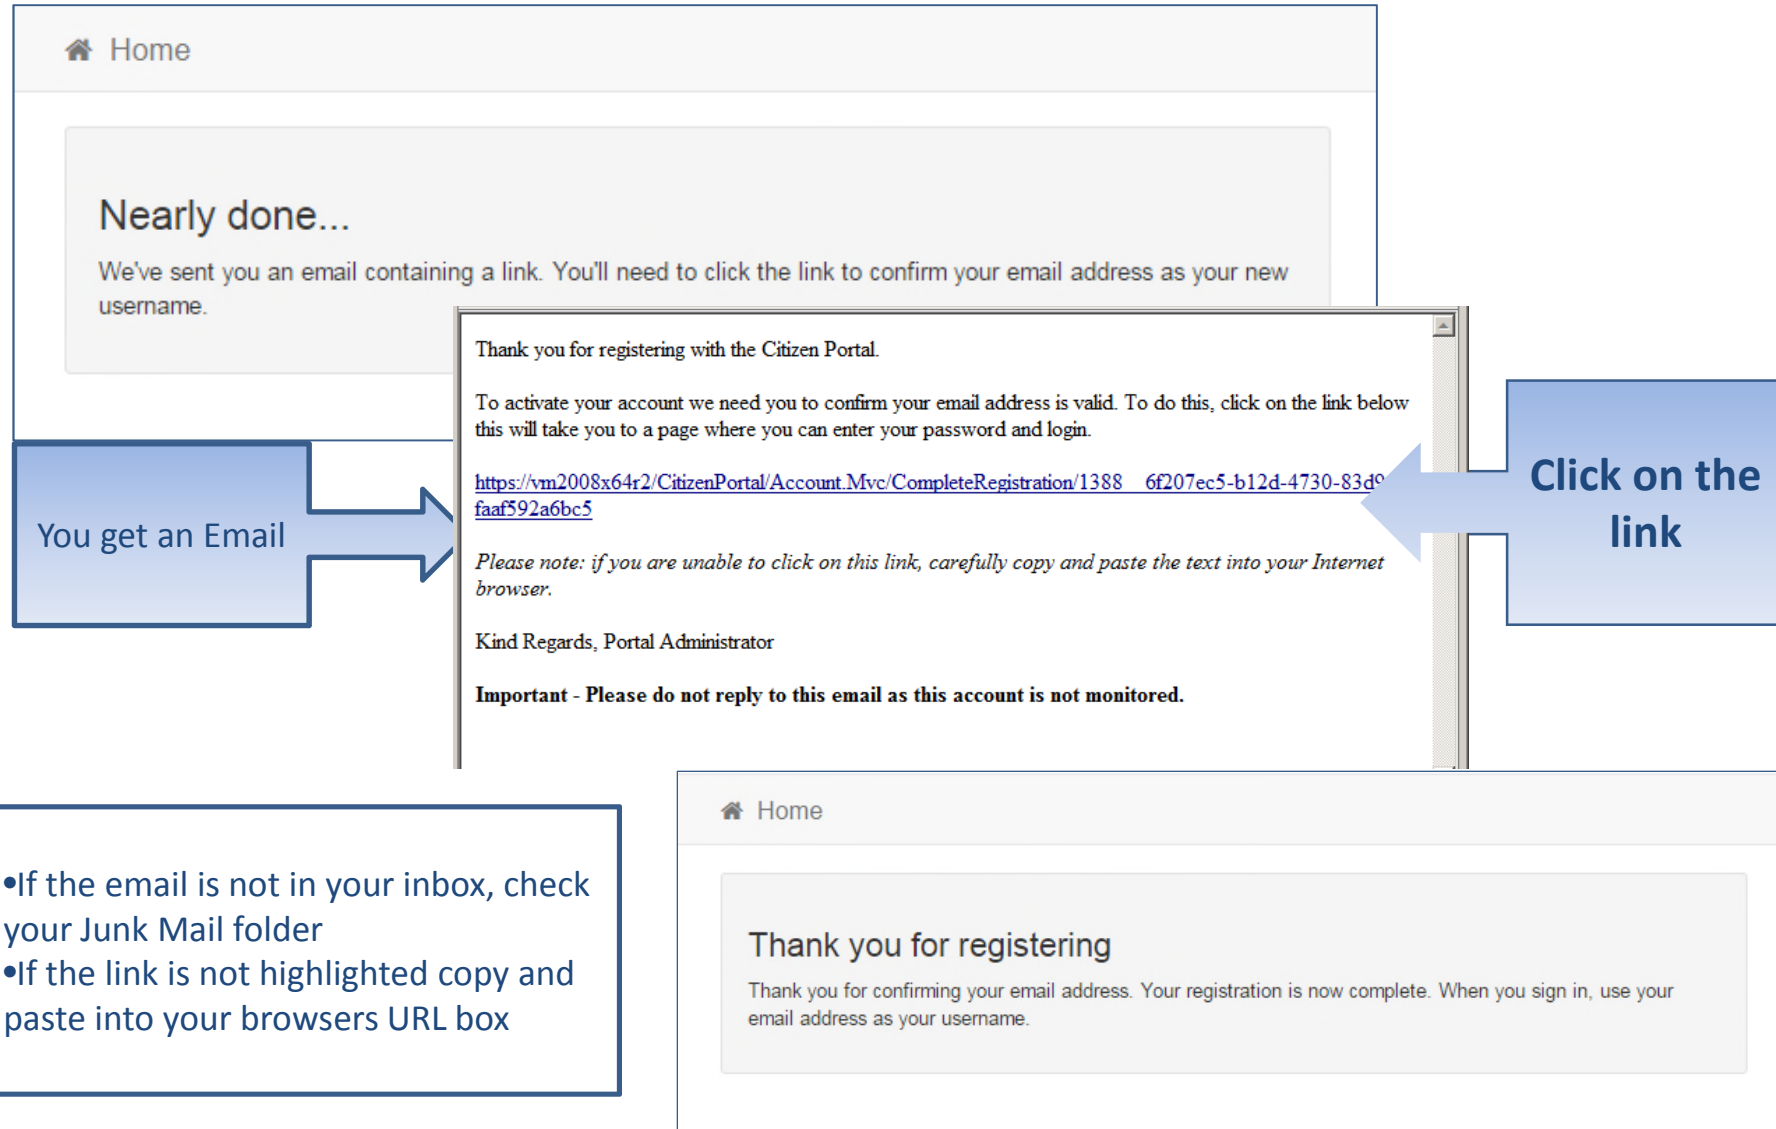 Home
Nearly done...
We've sent you an email containing a link. You'll need to click the link to confirm your email address as your new
username.
You get an Email
Thank you for registering with the Citizen Portal.
To activate your account we need you to confirm your email address is valid. To do this, click on the link below
this will take you to a page where you can enter your password and login.
https://vm2008x64r2/CitizenPortal/Account.Mvc/CompleteRegistration/1388 6f207ec5-b12d-4730-83d9
faaf592a6bc5
Please note: if you are unable to click on this link, carefully copy and paste the text into your Internet
browser.
Kind Regards, Portal Administrator
Important - Please do not reply to this email as this account is not monitored.
Click on the
link
•If the email is not in your inbox, check
your Junk Mail folder
•If the link is not highlighted copy and
paste into your browsers URL box
Home
Thank you for registering
Thank you for confirming your email address. Your registration is now complete. When you sign in, use your
email address as your username.